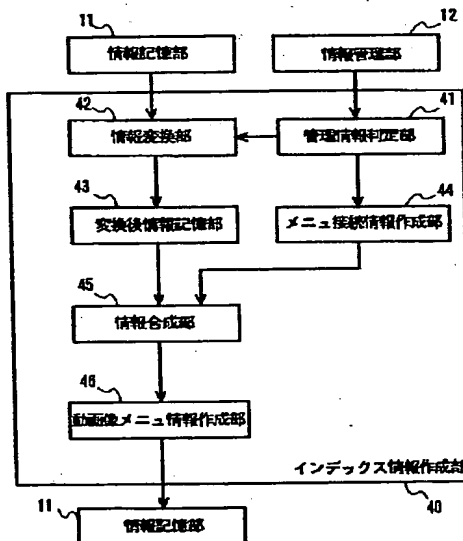 11
12
情報記憶部
情報管理部
42
41
情報変換部
管理情報判定部
43
44
変換後情報記憶部
メニュー接続情報作成部
45
情報合成部
46
動画像メニュー情報作成部
インデックス情報作成部
40
11
情報記憶部